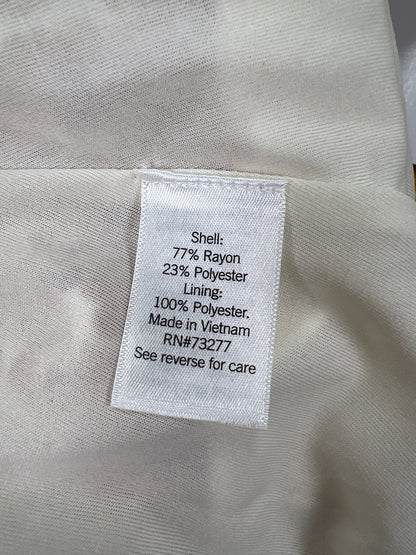 Shell:
77% Rayon
23% Polyester
Lining:
100% Polyester.
Made in Vietnam
RN#73277
See reverse for care